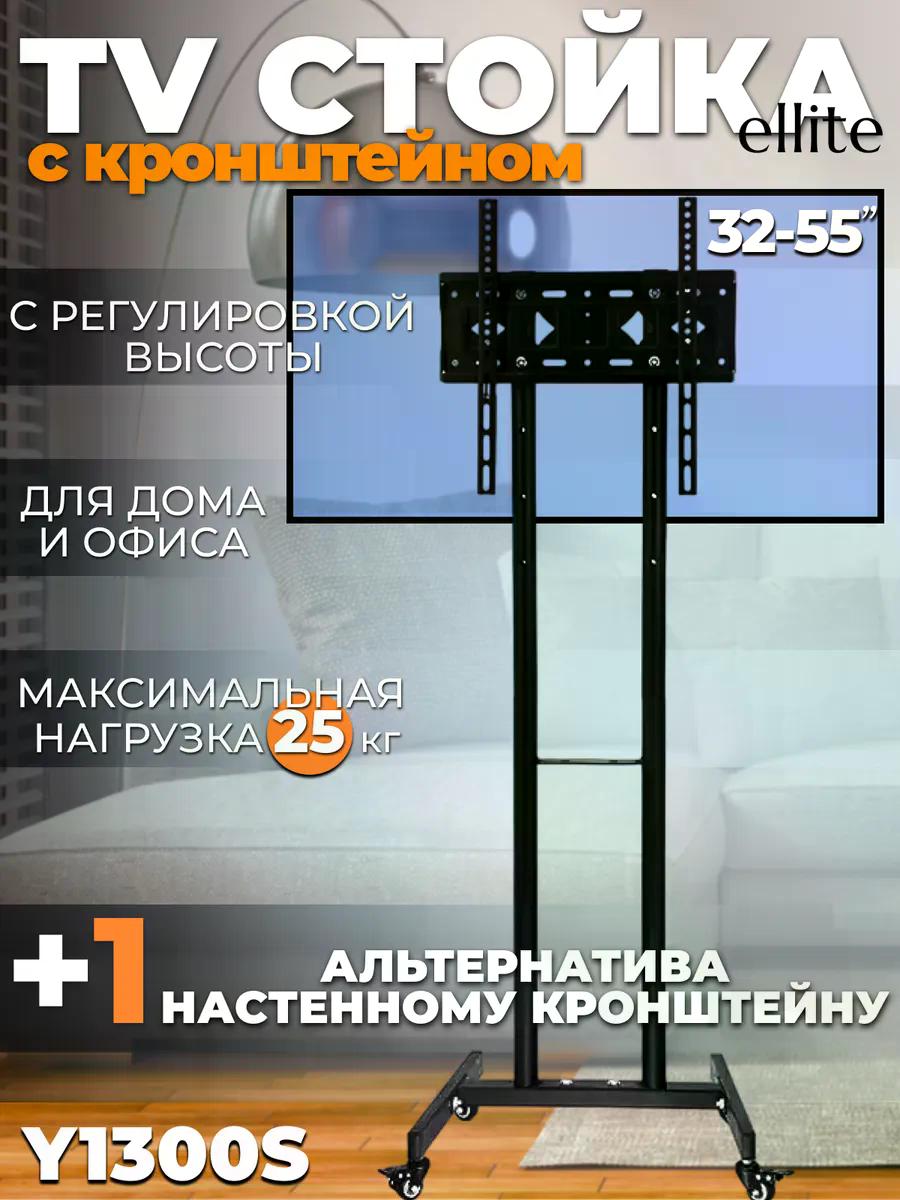 TV СТОЙКА
ellite
с кронштейном
32-55”
С РЕГУЛИРОВКОЙ
ВЫСОТЫ
ДЛЯ ДОМА
И ОФИСА
МАКСИМАЛЬНАЯ
НАГРУЗКА 25 кг
+1 АЛЬТЕРНАТИВА
НАСТЕННОМУ КРОНШТЕЙНУ
Y1300S